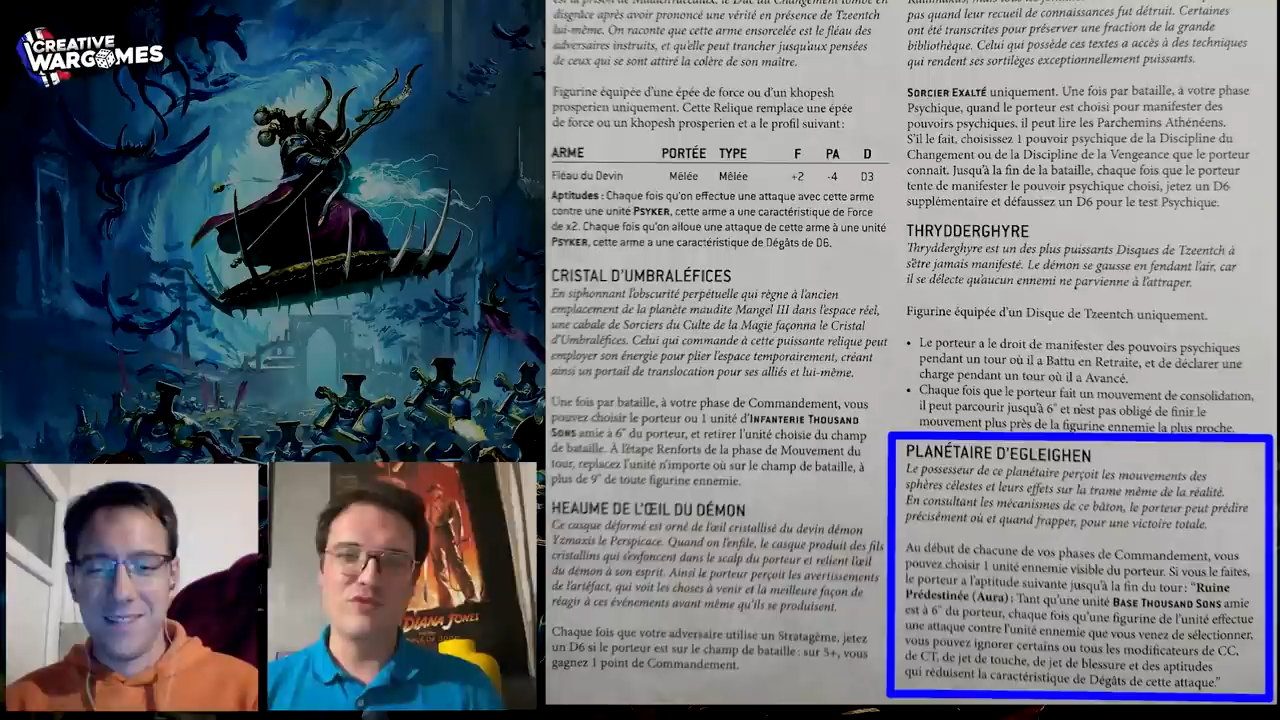 CREATIVE
WARGOMES
DIANA JONES
est la prison de
le Duc du Changement tombé en
disgrâce après avoir prononcé une vérité en présence de Tzeentch
lui-même. On raconte que cette arme ensorcelée est le fléau des
adversaires instruits, et qu'elle peut trancher jusqu'aux pensées
de ceux qui se sont attiré la colère de son maître.
Figurine équipée d'une épée de force ou d'un khopesh
prosperien uniquement. Cette Relique remplace une épée
de force ou un khopesh prosperien et a le profil suivant :
ARME PORTÉE TYPE F PA D
Fléau du Devin Mêlée Mêlée +2 -4 D3
Aptitudes : Chaque fois qu'on effectue une attaque avec cette arme
contre une unité PSYKER, cette arme a une caractéristique de Force
de x2. Chaque fois qu'on alloue une attaque de cette arme à une unité
PSYKER, cette arme a une caractéristique de Dégâts de D6.
CRISTAL D'UMBRALÉFICES
En siphonnant l'obscurité perpétuelle qui règne à l'ancien
emplacement de la planète maudite Mangel III dans l'espace réel,
une cabale de Sorciers du Culte de la Magie façonna le Cristal
d'Umbraléfices. Celui qui commande à cette puissante relique peut
employer son énergie pour plier l'espace temporairement, créant
ainsi un portail de translocation pour ses alliés et lui-même.
Une fois par bataille, à votre phase de Commandement, vous
pouvez choisir le porteur ou 1 unité d'INFANTERIE THOUSAND
SONS amie à 6" du porteur, et retirer l'unité choisie du champ
de bataille. À l'étape Renforts de la phase de Mouvement du
tour, replacez l'unité n'importe où sur le champ de bataille, à
plus de 9" de toute figurine ennemie.
HEAUME DE L'ŒIL DU DÉMON
Ce casque déformé est orné de l'œil cristallisé du devin démon
Yzmaxis le Perspicace. Quand on l'enfile, le casque produit des fils
cristallins qui s'enfoncent dans le scalp du porteur et relient l'œil
du démon à son esprit. Ainsi le porteur perçoit les avertissements
de l'artéfact, qui voit les choses à venir et la meilleure façon de
réagir à ces événements avant même qu'ils se produisent.
Chaque fois que votre adversaire utilise un Stratagème, jetez
un D6 si le porteur est sur le champ de bataille : sur 5+, vous
gagnez 1 point de Commandement.
pas quand leur recueil de connaissances fut détruit. Certaines
ont été transcrites pour préserver une fraction de la grande
bibliothèque. Celui qui possède ces textes a accès à des techniques
qui rendent ses sortilèges exceptionnellement puissants.
SORCIER EXALTÉ uniquement. Une fois par bataille, à votre phase
Psychique, quand le porteur est choisi pour manifester des
pouvoirs psychiques, il peut lire les Parchemins Athénéens.
S'il le fait, choisissez 1 pouvoir psychique de la Discipline du
Changement ou de la Discipline de la Vengeance que le porteur
connaît. Jusqu'à la fin de la bataille, chaque fois que le porteur
tente de manifester le pouvoir psychique choisi, jetez un D6
supplémentaire et défaussez un D6 pour le test Psychique.
THRYDDERGHYRE
Thrydderghyre est un des plus puissants Disques de Tzeentch à
s'être jamais manifesté. Le démon se gausse en fendant l'air, car
il se délecte qu'aucun ennemi ne parvienne à l'attraper.
Figurine équipée d'un Disque de Tzeentch uniquement.
• Le porteur a le droit de manifester des pouvoirs psychiques
pendant un tour où il a Battu en Retraite, et de déclarer une
charge pendant un tour où il a Avancé.
• Chaque fois que le porteur fait un mouvement de consolidation,
il peut parcourir jusqu'à 6" et n'est pas obligé de finir le
mouvement plus près de la figurine ennemie la plus proche.
PLANÉTAIRE D'EGLEIGHEN
Le possesseur de ce planétaire perçoit les mouvements des
sphères célestes et leurs effets sur la trame même de la réalité.
En consultant les mécanismes de ce bâton, le porteur peut prédire
précisément où et quand frapper, pour une victoire totale.
Au début de chacune de vos phases de Commandement, vous
pouvez choisir 1 unité ennemie visible du porteur. Si vous le faites,
le porteur a l'aptitude suivante jusqu'à la fin du tour : "Ruine
Prédestinée (Aura) : Tant qu'une unité BASE THOUSAND SONS amie
est à 6" du porteur, chaque fois qu'une figurine de l'unité effectue
une attaque contre l'unité ennemie que vous venez de sélectionner,
vous pouvez ignorer certains ou tous les modificateurs de CC,
de CT, de jet de touche, de jet de blessure et des aptitudes
qui réduisent la caractéristique de Dégâts de cette attaque."